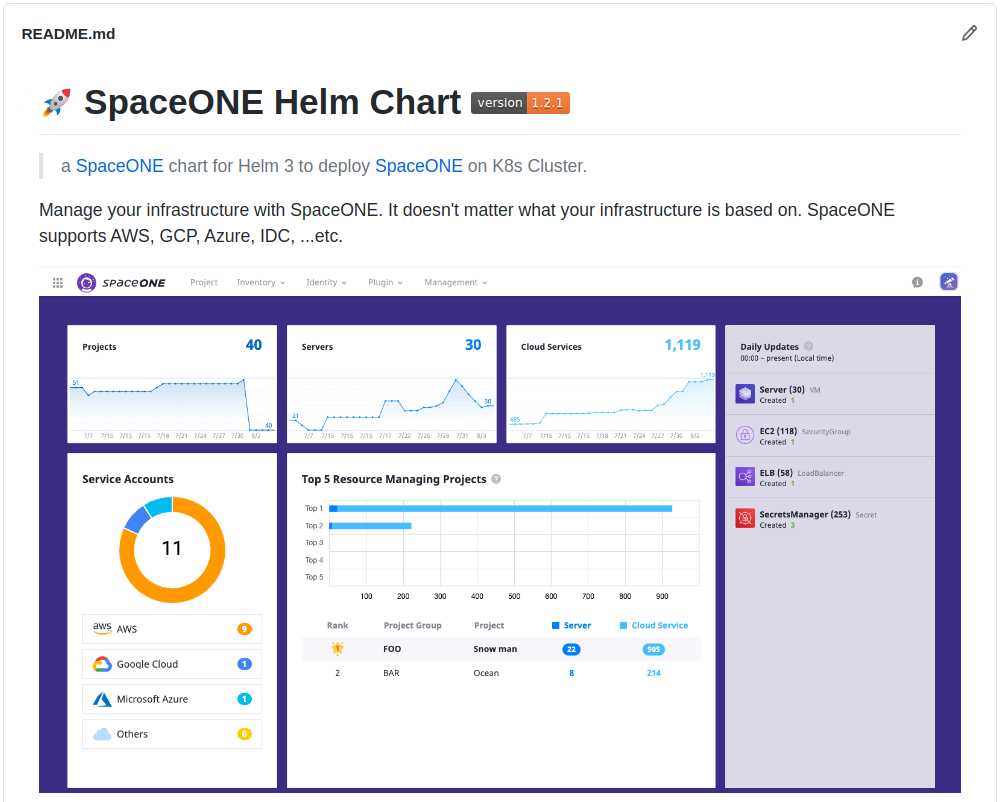 README.md
SpaceONE Helm Chart version 1.2.1
a SpaceONE chart for Helm 3 to deploy SpaceONE on K8s Cluster.
Manage your infrastructure with SpaceONE. It doesn't matter what your infrastructure is based on. SpaceONE
supports AWS, GCP, Azure, IDC, ...etc.
SPACEONE Project Inventory Identity Plugin Management
Projects 40
51
40
7/7 7/15 7/15 7/15 7/18 7/21 7/24 7/27 7/30 8/2
Servers 30
21
30
7/7 7/15 7/15 7/15 7/17 7/22 7/25 7/28 7/31 8/3
Cloud Services 1,119
1,119
485
7/7 7/15 7/15 7/15 7/18 7/21 7/24 7/27 7/30 8/2
Daily Updates
00:00 ~ present (Local time)
Server (30) VM
Created 1
EC2 (118) SecurityGroup
Created 1
ELB (58) LoadBalancer
Created 1
SecretsManager (253) Secret
Created 3
Service Accounts
11
aws AWS 9
Google Cloud 1
Microsoft Azure 1
Others 0
Top 5 Resource Managing Projects
Top 1
Top 2
Top 3
Top 4
Top 5
100 200 300 400 500 600 700 800 900
Rank Project Group Project Server Cloud Service
1 FOO Snow man 22 905
2 BAR Ocean 8 214